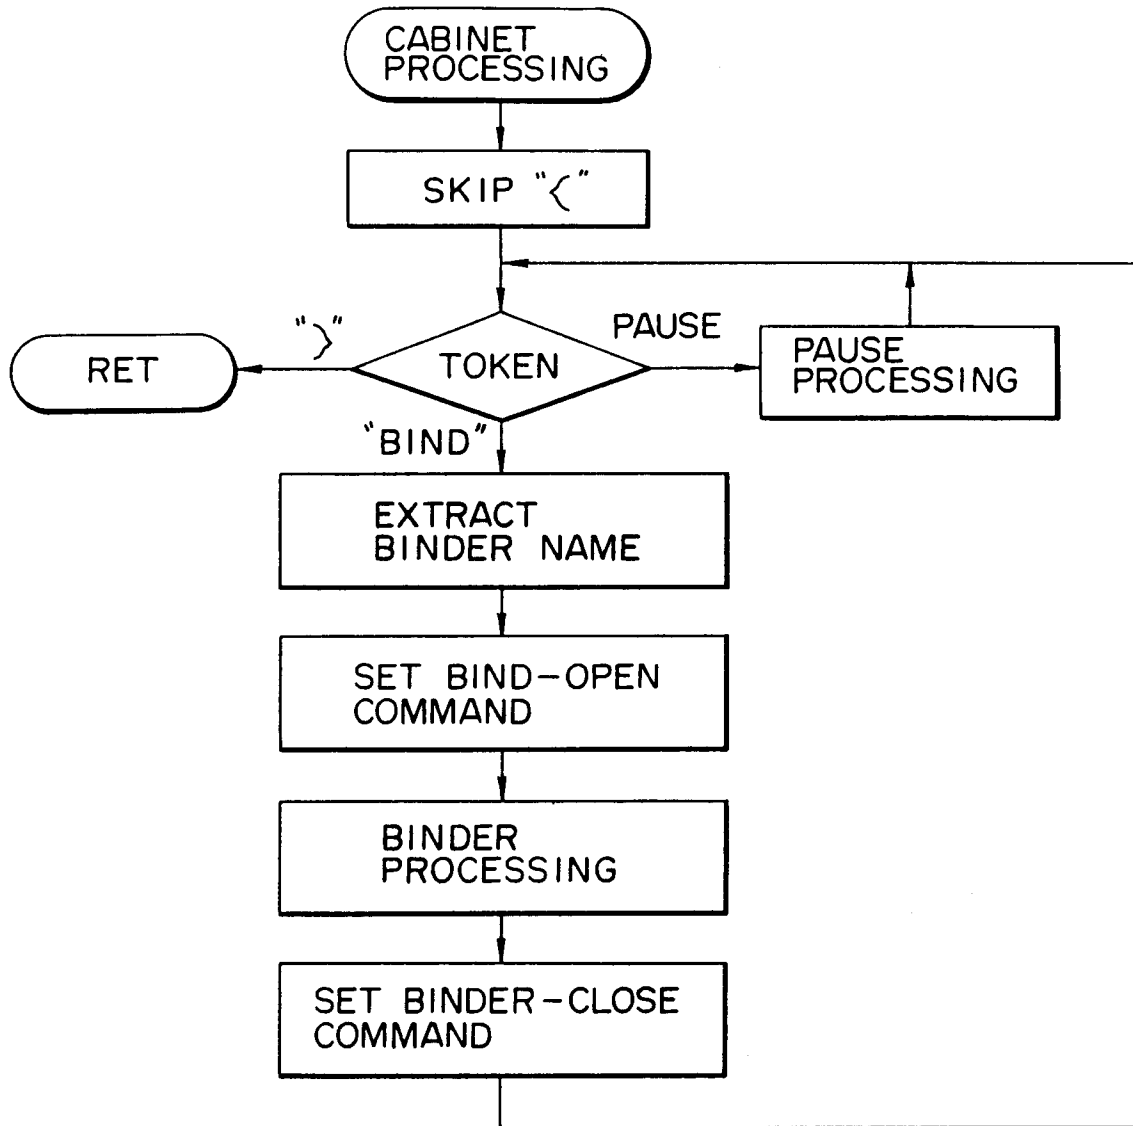 CABINET
PROCESSING
SKIP "{"
"}"
PAUSE
RET
TOKEN
PAUSE
PROCESSING
"BIND"
EXTRACT
BINDER NAME
SET BIND-OPEN
COMMAND
BINDER
PROCESSING
SET BINDER-CLOSE
COMMAND